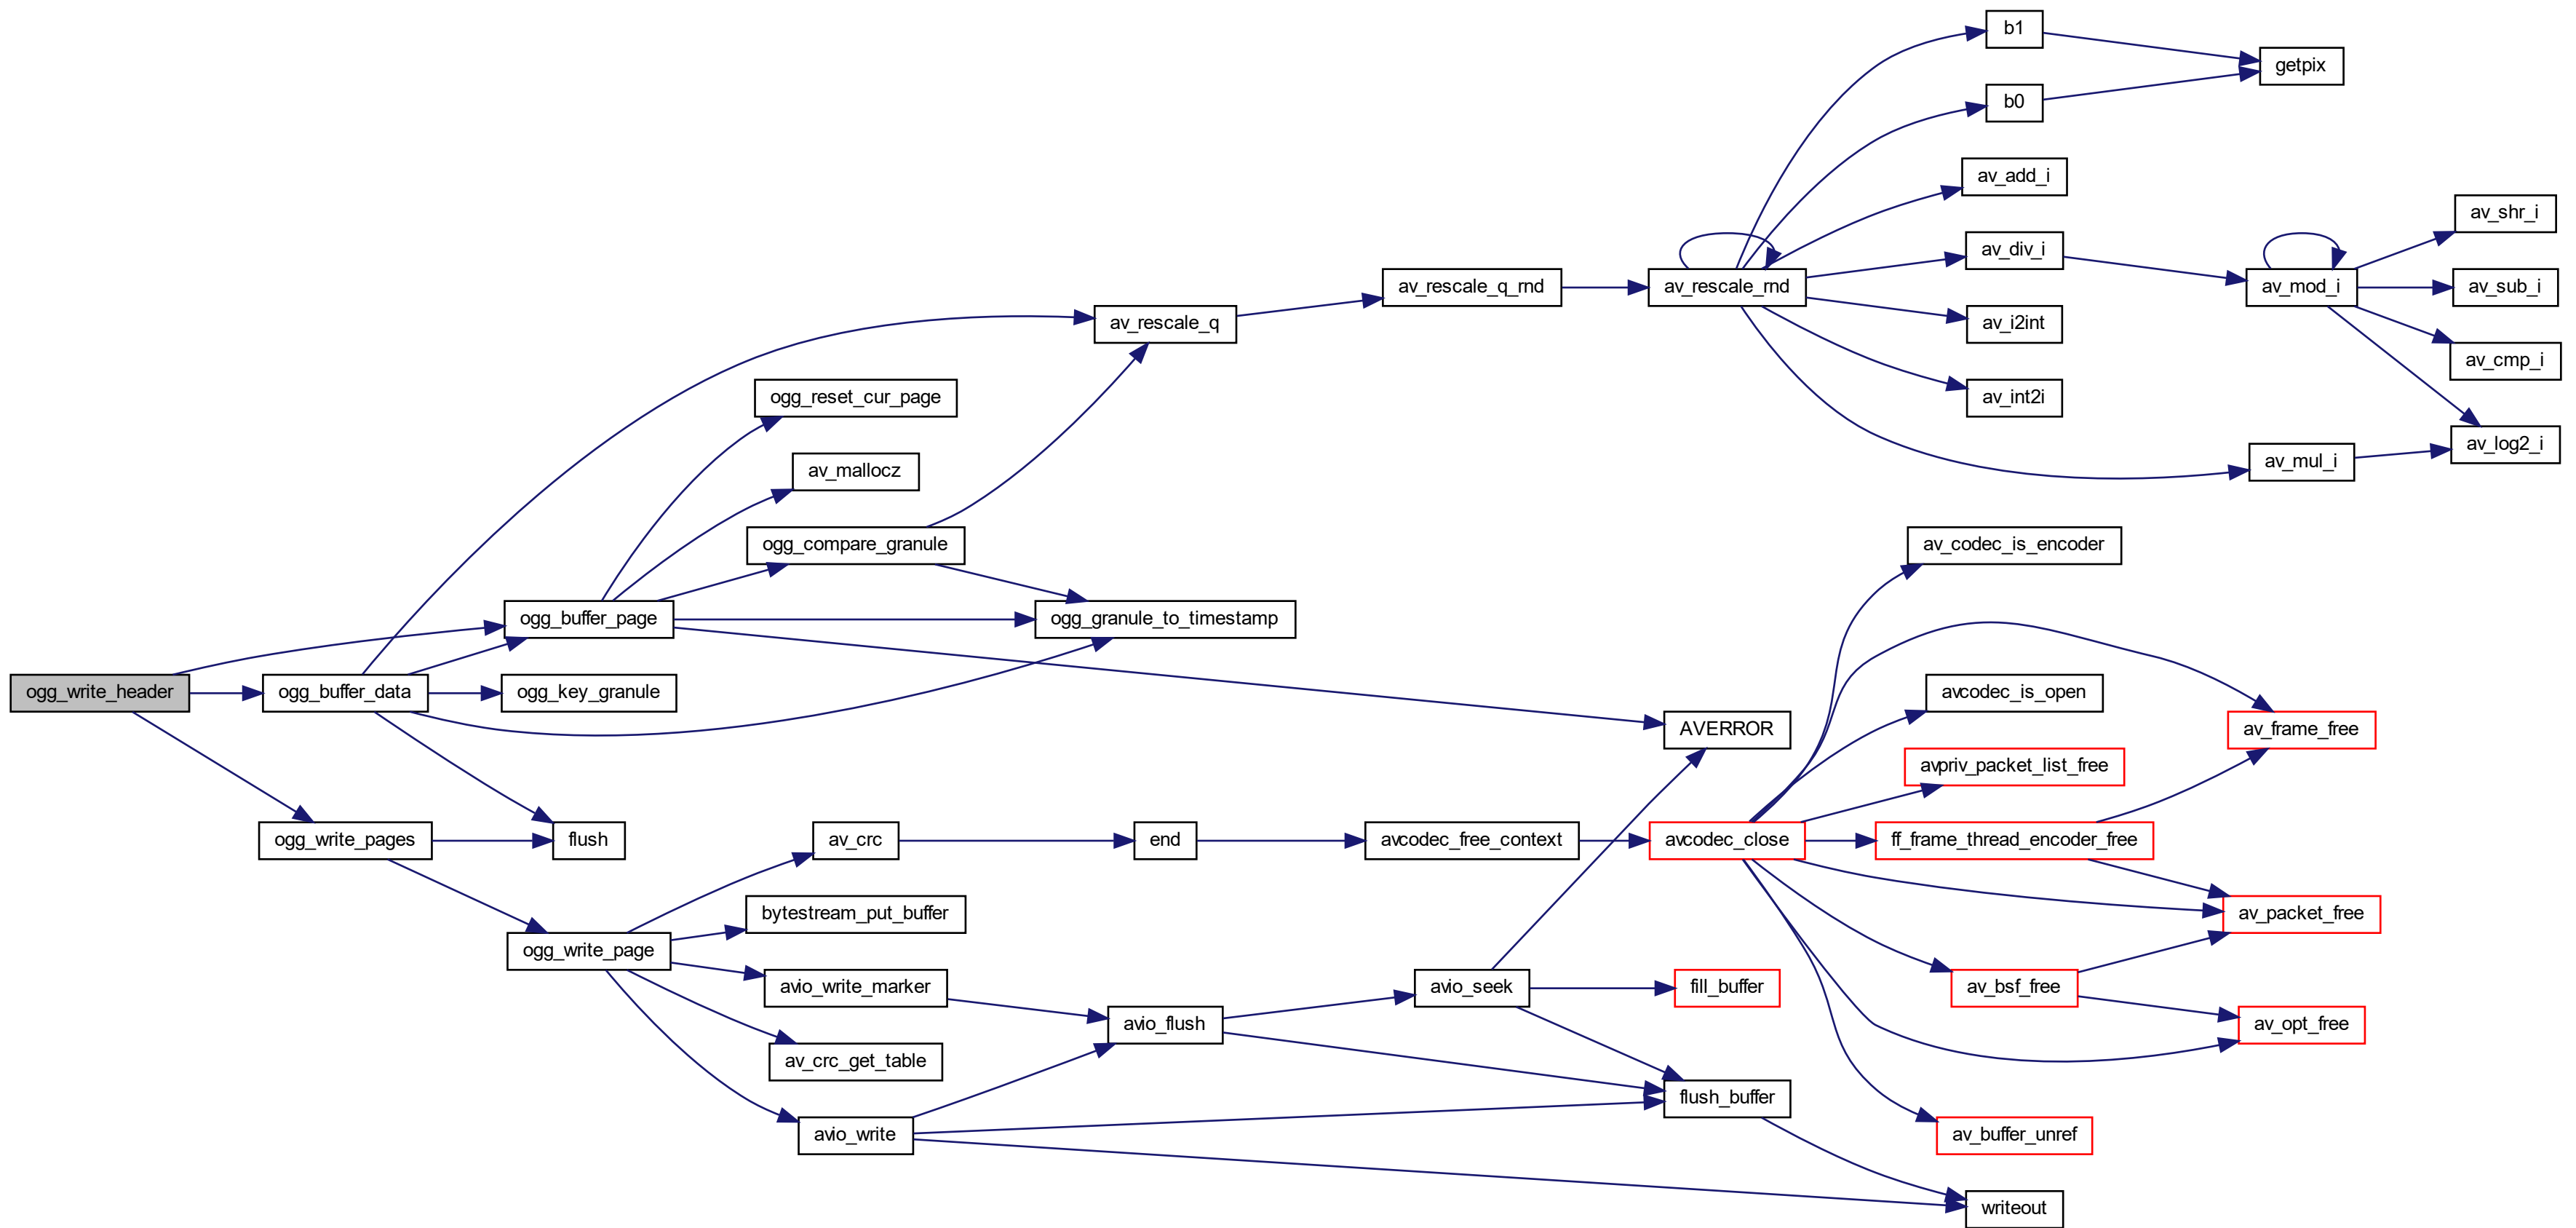 b1
getpix
b0
av_add_i
av_shr_i
av_div_i
av_rescale_q_rnd
av_rescale_rnd
av_mod_i
av_sub_i
av_rescale_q
av_i2int
av_cmp_i
ogg_reset_cur_page
av_int2i
av_log2_i
av_mallocz
av_mul_i
ogg_compare_granule
av_codec_is_encoder
ogg_buffer_page
ogg_granule_to_timestamp
ogg_write_header
ogg_buffer_data
ogg_key_granule
avcodec_is_open
AVERROR
av_frame_free
avpriv_packet_list_free
ogg_write_pages
flush
av_crc
end
avcodec_free_context
avcodec_close
ff_frame_thread_encoder_free
bytestream_put_buffer
av_packet_free
ogg_write_page
avio_write_marker
avio_seek
fill_buffer
av_bsf_free
avio_flush
av_opt_free
av_crc_get_table
flush_buffer
avio_write
av_buffer_unref
writeout